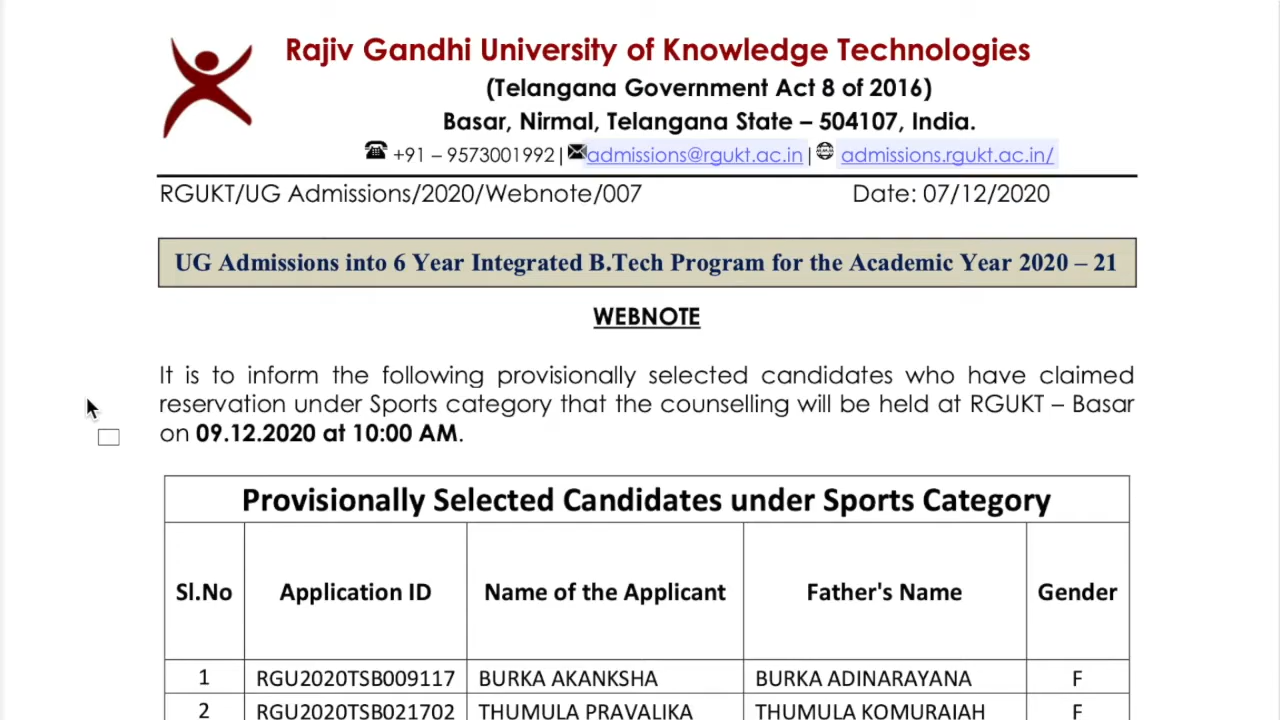 Rajiv Gandhi University of Knowledge Technologies
(Telangana Government Act 8 of 2016)
Basar, Nirmal, Telangana State – 504107, India.
+91 – 9573001992 | admissions@rgukt.ac.in | admissions.rgukt.ac.in/
RGUKT/UG Admissions/2020/Webnote/007 Date: 07/12/2020
UG Admissions into 6 Year Integrated B.Tech Program for the Academic Year 2020 – 21
WEBNOTE
It is to inform the following provisionally selected candidates who have claimed
reservation under Sports category that the counselling will be held at RGUKT – Basar
on 09.12.2020 at 10:00 AM.
Provisionally Selected Candidates under Sports Category
Sl.No Application ID Name of the Applicant Father's Name Gender
1 RGU2020TSB009117 BURKA AKANKSHA BURKA ADINARAYANA F
2 RGU2020TSB021702 THUMULA PRAVALIKA THUMULA KOMURAIAH F